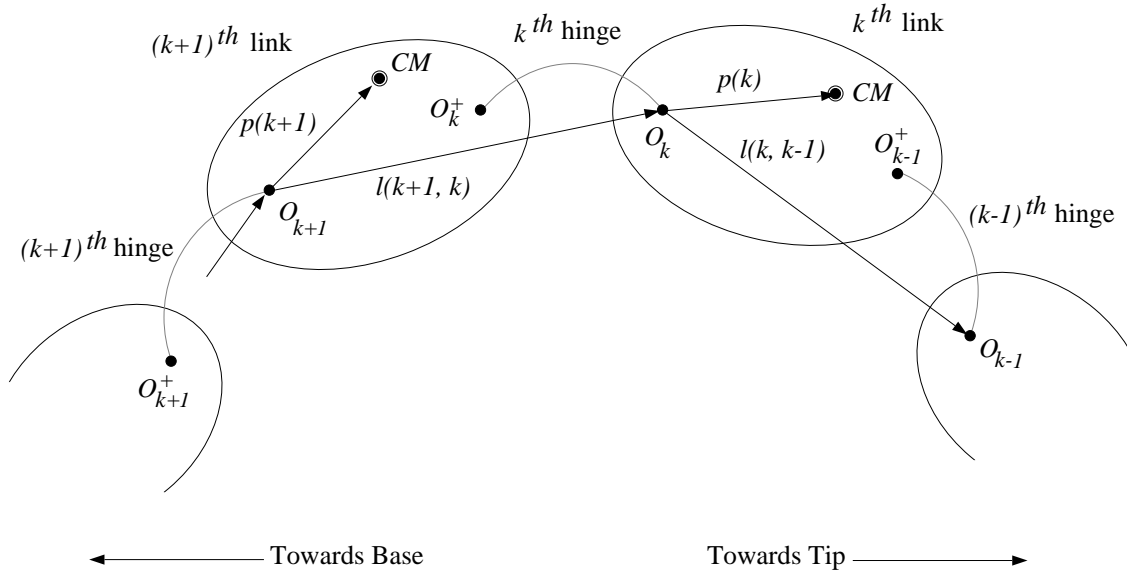 (k+1)th link
CM
p(k+1)
O+k
l(k+1, k)
Ok+1
(k+1)th hinge
O+k+1
kth hinge
kth link
p(k)
CM
Ok
l(k, k-1)
O+k-1
(k-1)th hinge
Ok-1
Towards Base
Towards Tip